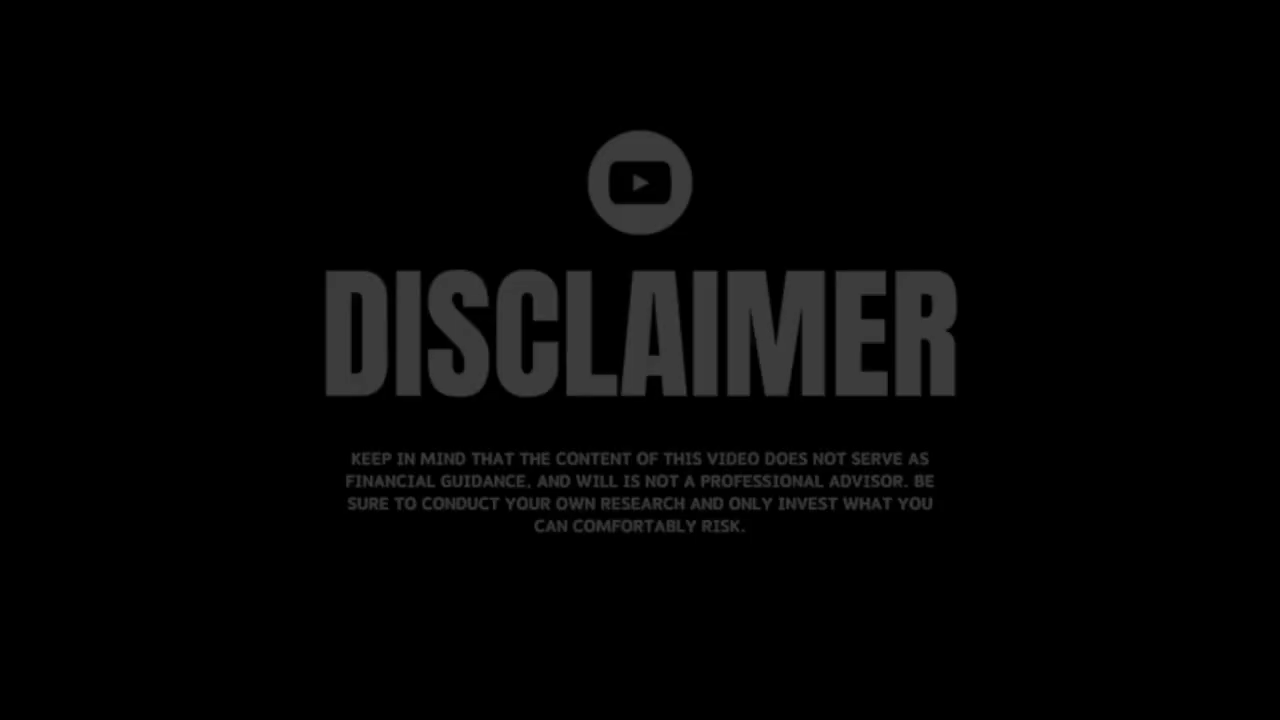 DISCLAIMER
KEEP IN MIND THAT THE CONTENT OF THIS VIDEO DOES NOT SERVE AS
FINANCIAL GUIDANCE, AND WILL IS NOT A PROFESSIONAL ADVISOR. BE
SURE TO CONDUCT YOUR OWN RESEARCH AND ONLY INVEST WHAT YOU
CAN COMFORTABLY RISK.